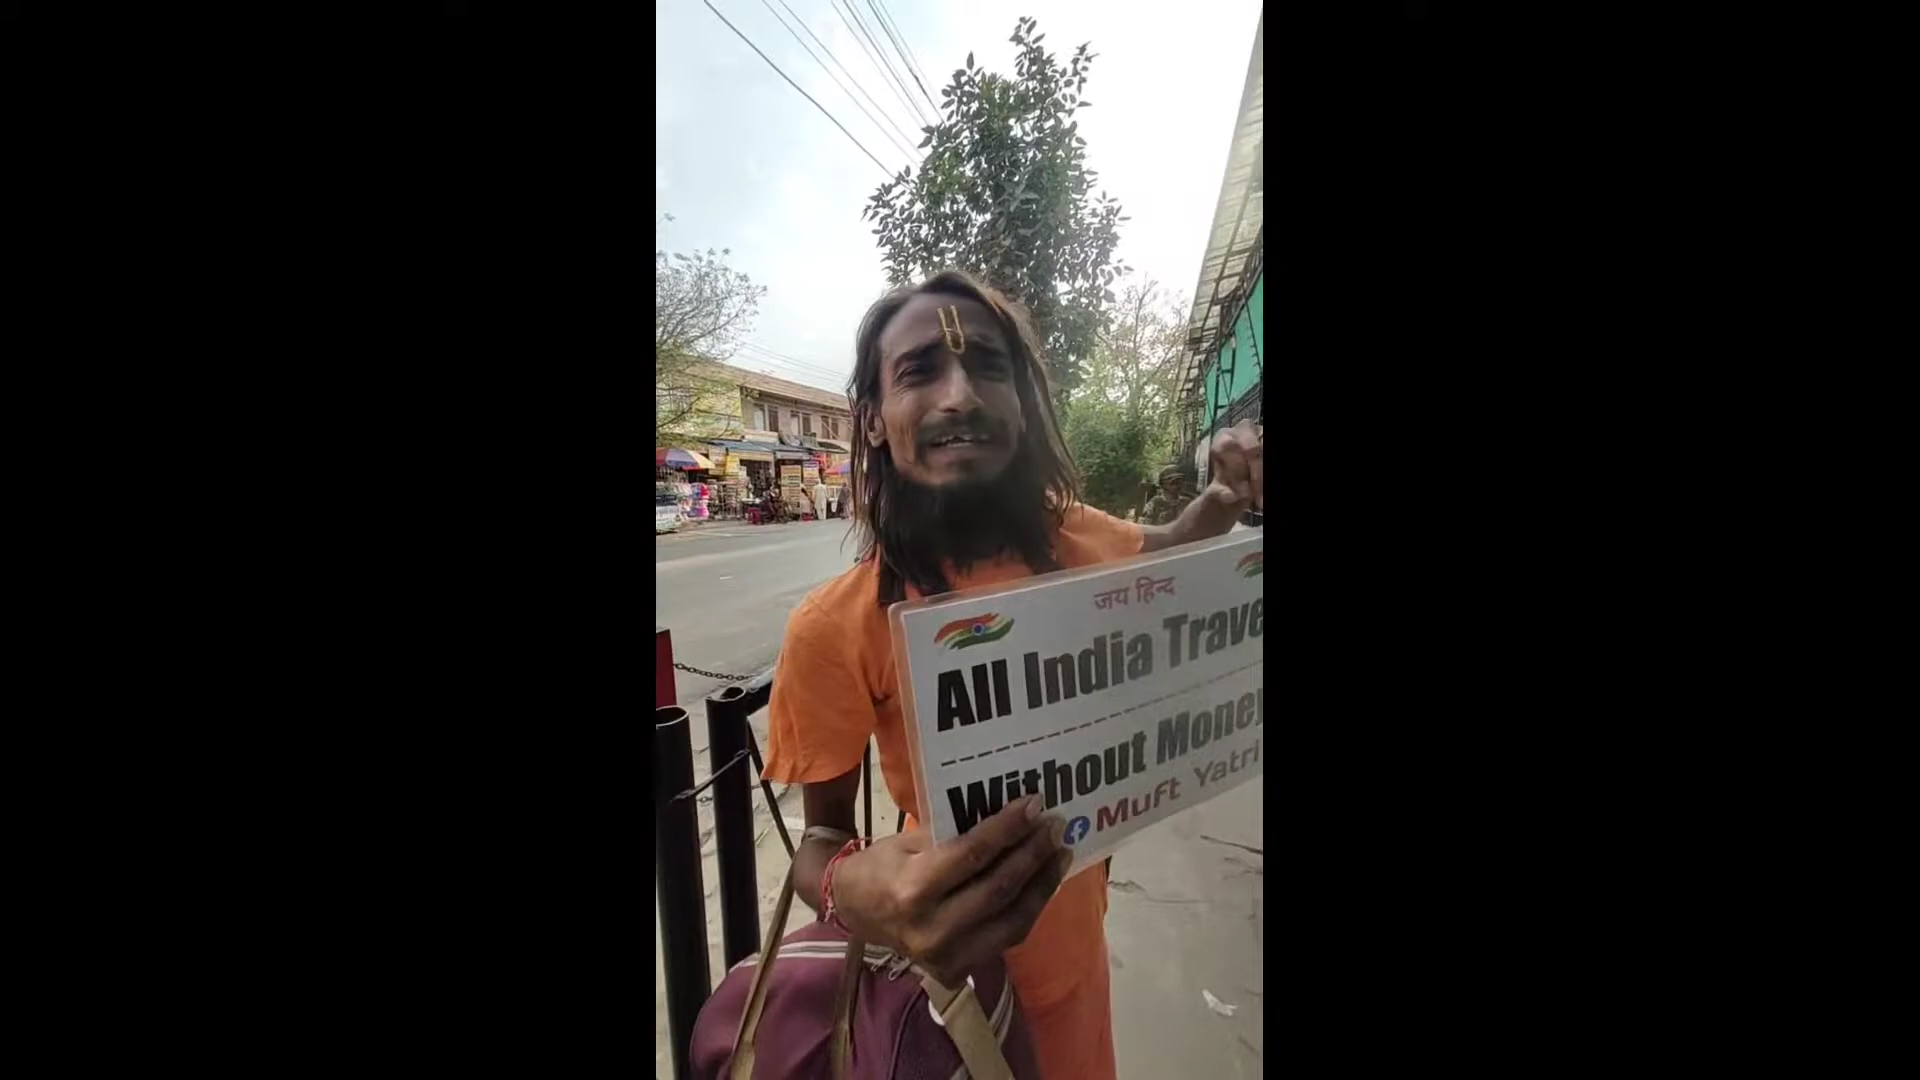 जय हिन्द
All India Trave
Without Money
Muft Yatri